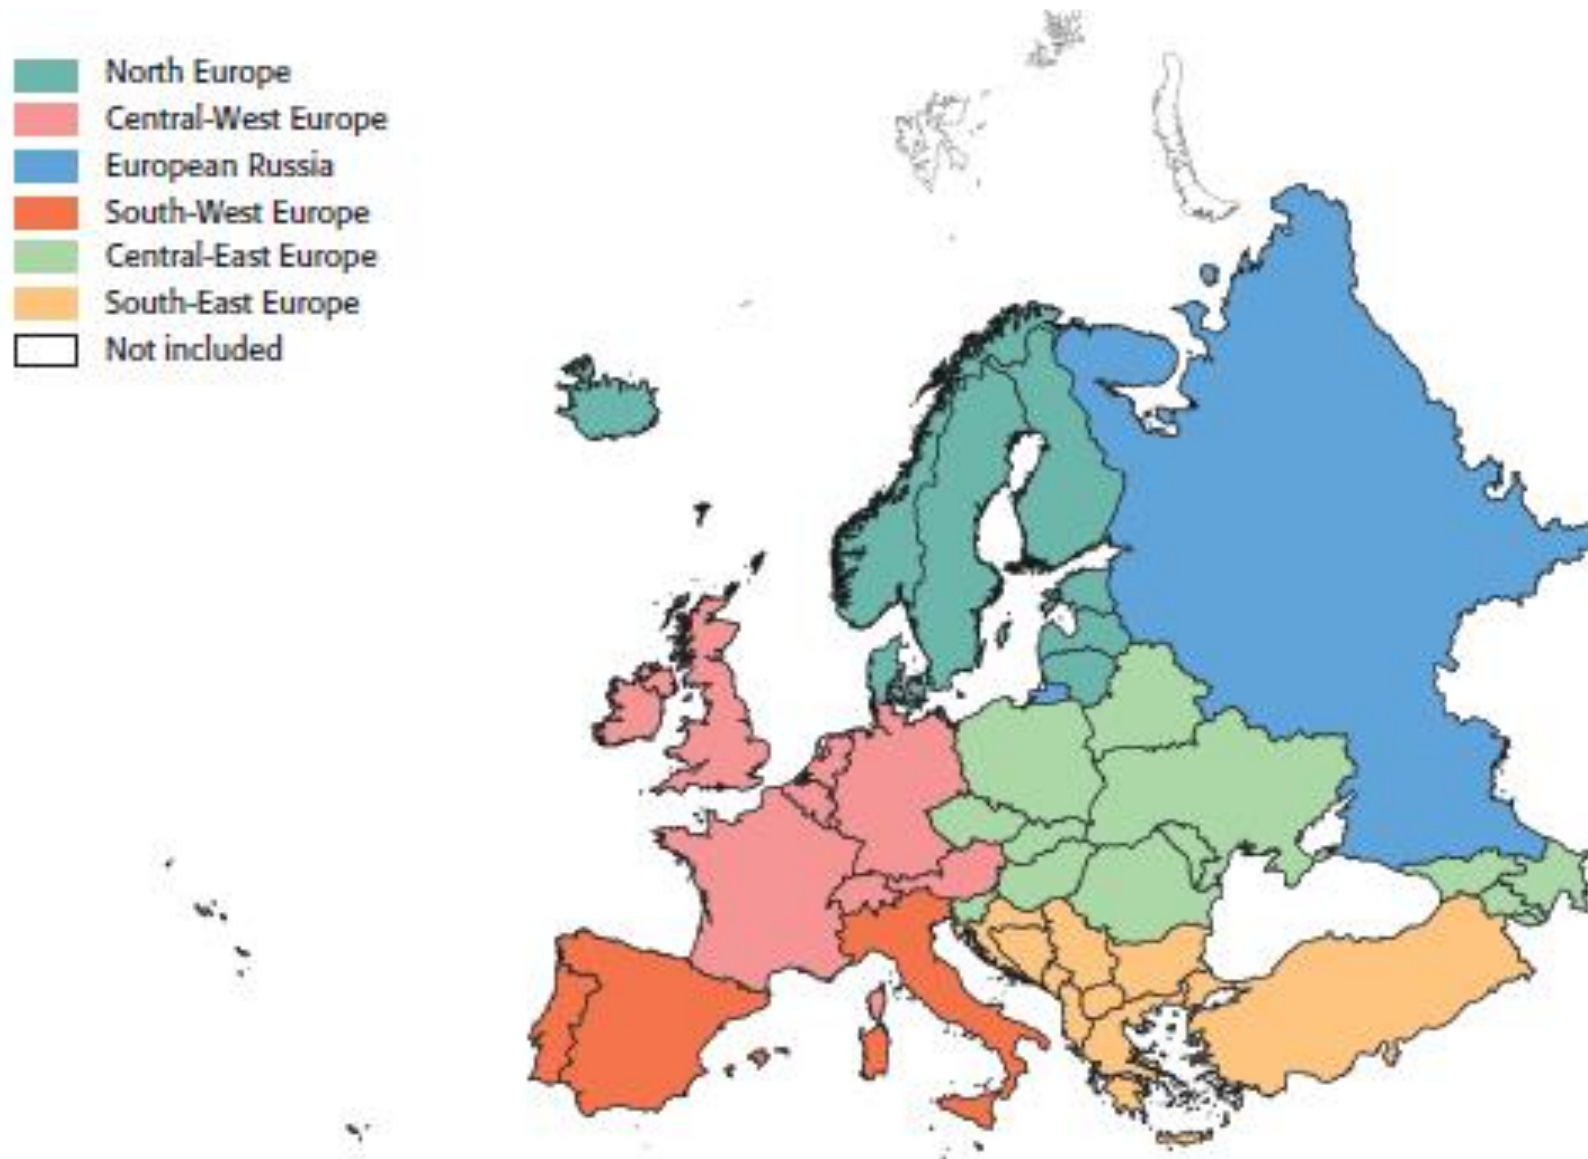 North Europe
Central-West Europe
European Russia
South-West Europe
Central-East Europe
South-East Europe
Not included